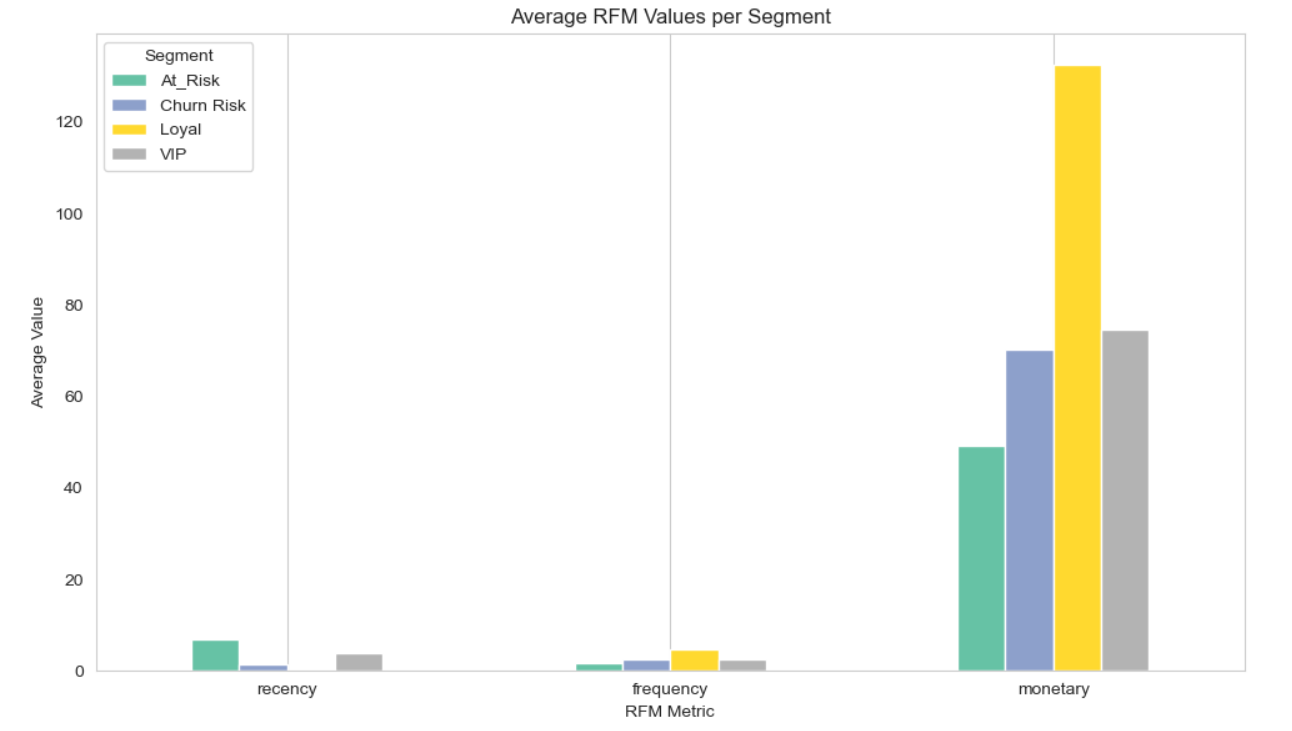 Average RFM Values per Segment
Segment
At_Risk
Churn Risk
Loyal
VIP
120
100
80
60
40
20
0
Average Value
recency
frequency
monetary
RFM Metric